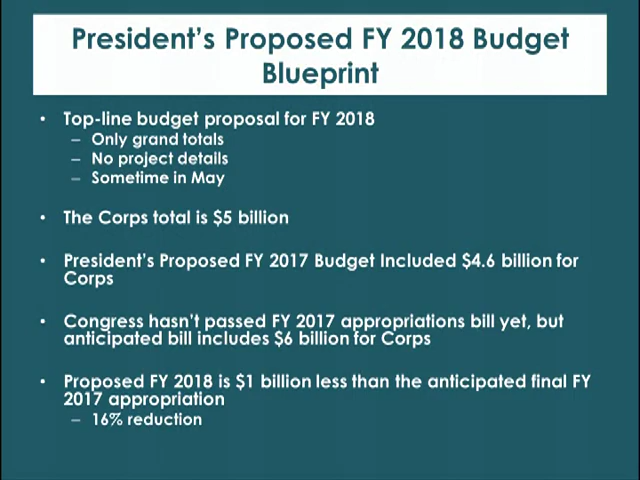 President's Proposed FY 2018 Budget
Blueprint
• Top-line budget proposal for FY 2018
– Only grand totals
– No project details
– Sometime in May
• The Corps total is $5 billion
• President's Proposed FY 2017 Budget Included $4.6 billion for
Corps
• Congress hasn't passed FY 2017 appropriations bill yet, but
anticipated bill includes $6 billion for Corps
• Proposed FY 2018 is $1 billion less than the anticipated final FY
2017 appropriation
– 16% reduction